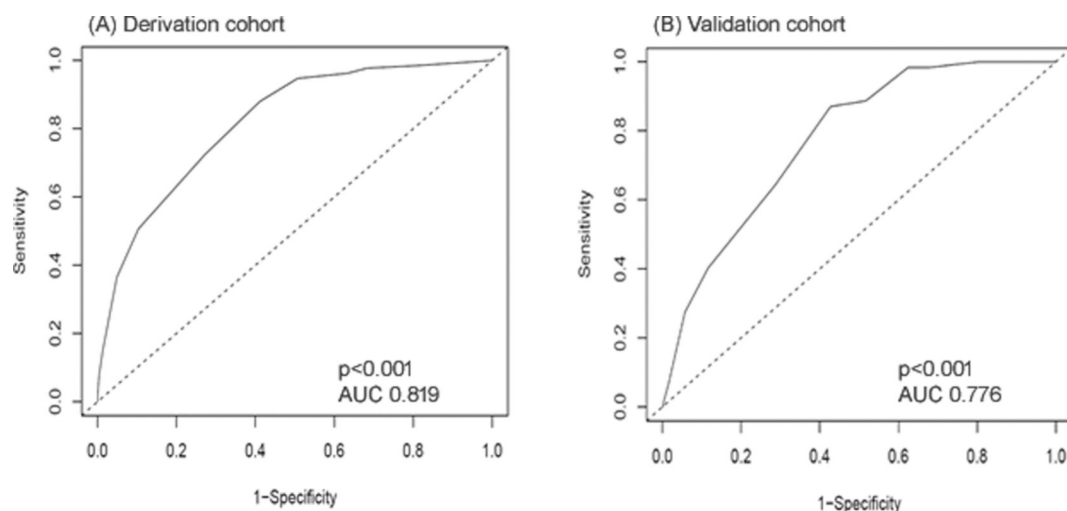 (A) Derivation cohort
Sensitivity
1.0
0.8
0.6
0.4
0.2
0.0
p<0.001
AUC 0.819
0.0 0.2 0.4 0.6 0.8 1.0
1-Specificity
(B) Validation cohort
Sensitivity
1.0
0.8
0.6
0.4
0.2
0.0
p<0.001
AUC 0.776
0.0 0.2 0.4 0.6 0.8 1.0
1-Specificity